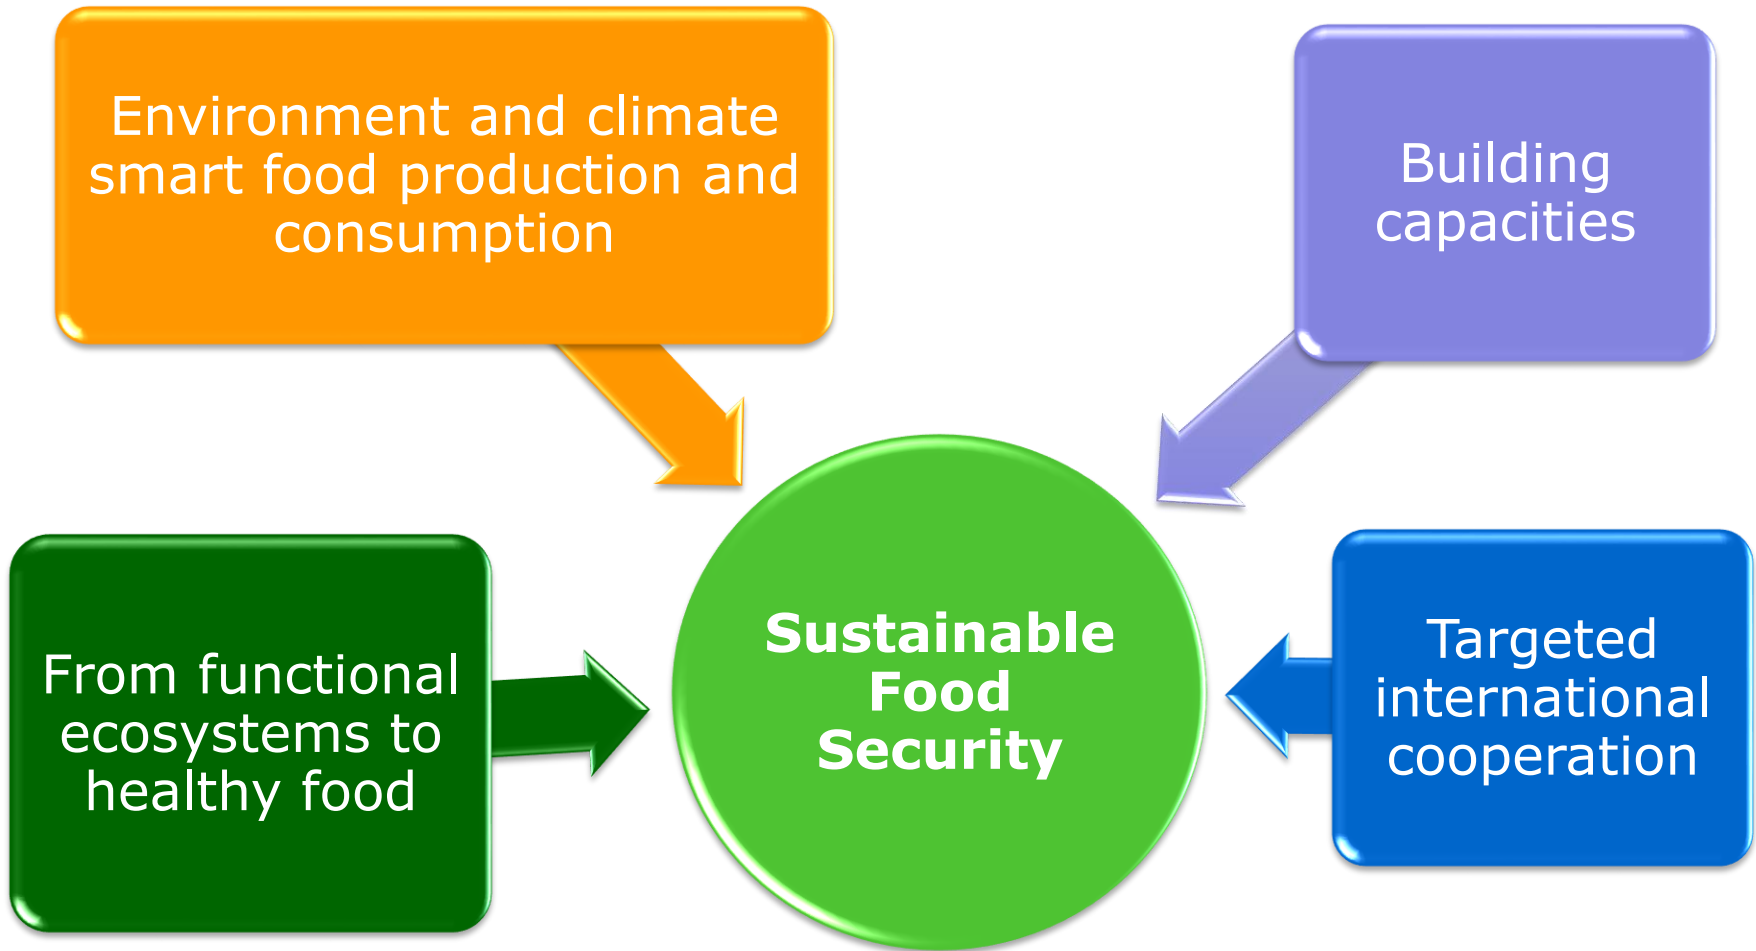 Environment and climate
smart food production and
consumption
Building
capacities
From functional
ecosystems to
healthy food
Sustainable
Food
Security
Targeted
international
cooperation